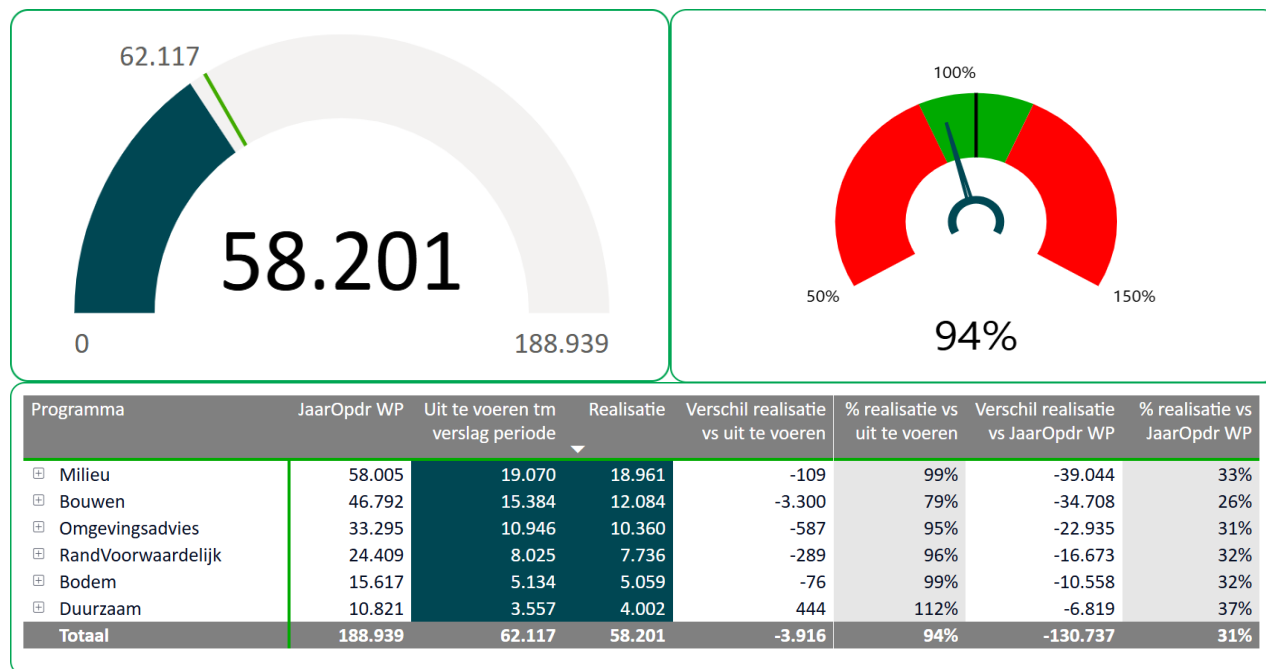 62.117
58.201
0
188.939
100%
50%
150%
94%
Programma JaarOpdr WP Uit te voeren tm verslag periode Realisatie Verschil realisatie vs uit te voeren % realisatie vs uit te voeren Verschil realisatie vs JaarOpdr WP % realisatie vs JaarOpdr WP
Milieu 58.005 19.070 18.961 -109 99% -39.044 33%
Bouwen 46.792 15.384 12.084 -3.300 79% -34.708 26%
Omgevingsadvies 33.295 10.946 10.360 -587 95% -22.935 31%
RandVoorwaardelijk 24.409 8.025 7.736 -289 96% -16.673 32%
Bodem 15.617 5.134 5.059 -76 99% -10.558 32%
Duurzaam 10.821 3.557 4.002 444 112% -6.819 37%
Totaal 188.939 62.117 58.201 -3.916 94% -130.737 31%